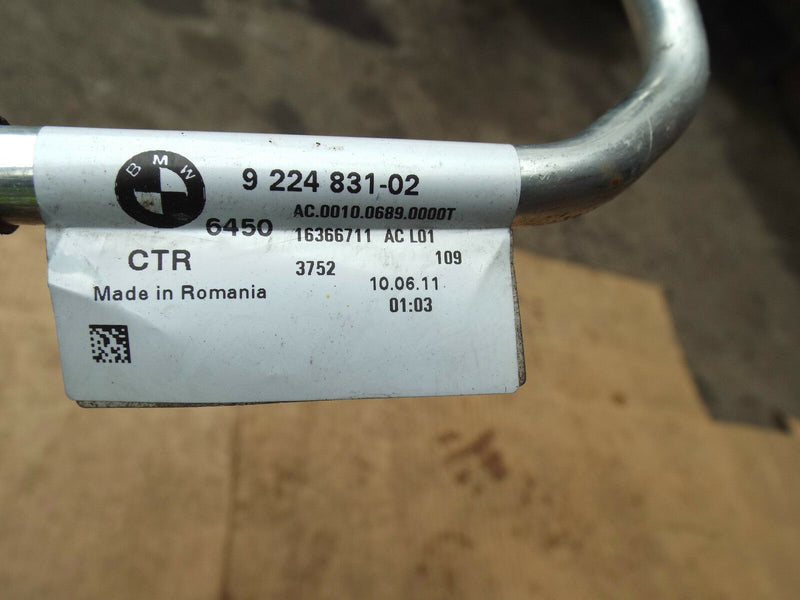 BMW
9 224 831-02
AC.0010.0689.0000T
6450 16366711 AC L01
CTR 3752 109
Made in Romania 10.06.11
01:03